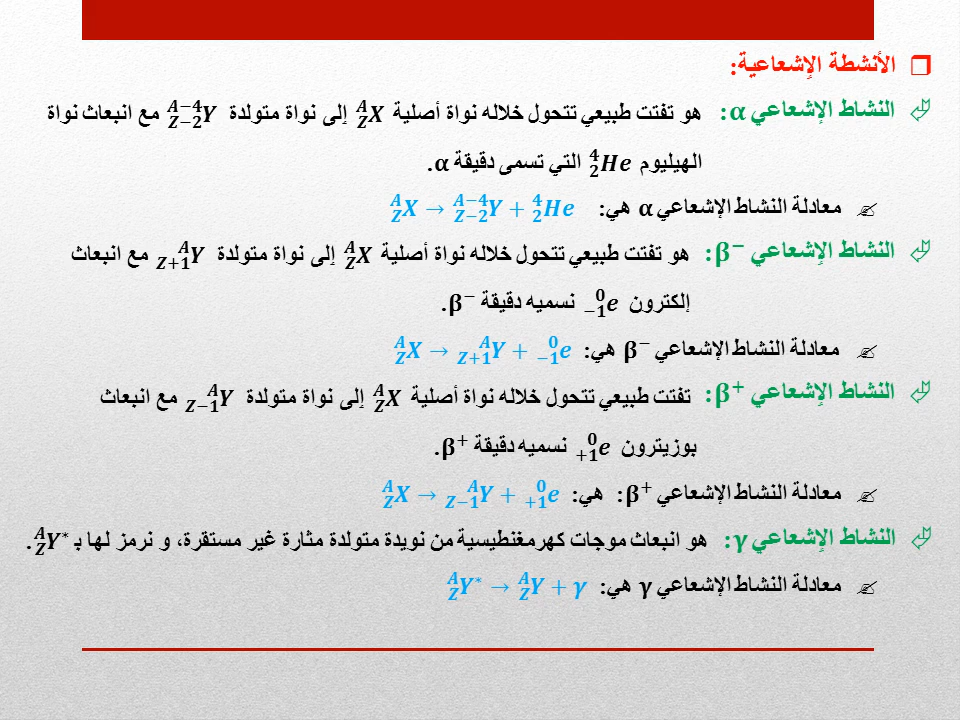 ❒ الأنشطة الإشعاعية:
النشاط الإشعاعي α: هو تفتت طبيعي تتحول خلاله نواة أصلية $^{A}_{Z}X$ إلى نواة متولدة $^{A-4}_{Z-2}Y$ مع انبعاث نواة
الهيليوم $^{4}_{2}He$ التي تسمى دقيقة α.
معادلة النشاط الإشعاعي α هي: $^{A}_{Z}X \rightarrow {}^{A-4}_{Z-2}Y + {}^{4}_{2}He$
النشاط الإشعاعي β⁻: هو تفتت طبيعي تتحول خلاله نواة أصلية $^{A}_{Z}X$ إلى نواة متولدة $^{A}_{Z+1}Y$ مع انبعاث
إلكترون $^{0}_{-1}e$ نسميه دقيقة β⁻.
معادلة النشاط الإشعاعي β⁻ هي: $^{A}_{Z}X \rightarrow {}^{A}_{Z+1}Y + {}^{0}_{-1}e$
النشاط الإشعاعي β⁺: تفتت طبيعي تتحول خلاله نواة أصلية $^{A}_{Z}X$ إلى نواة متولدة $^{A}_{Z-1}Y$ مع انبعاث
بوزيترون $^{0}_{+1}e$ نسميه دقيقة β⁺.
معادلة النشاط الإشعاعي β⁺: هي: $^{A}_{Z}X \rightarrow {}^{A}_{Z-1}Y + {}^{0}_{+1}e$
النشاط الإشعاعي γ: هو انبعاث موجات كهرمغنطيسية من نويدة متولدة مثارة غير مستقرة، و نرمز لها بـ $^{A}_{Z}Y^{*}$.
معادلة النشاط الإشعاعي γ هي: $^{A}_{Z}Y^{*} \rightarrow {}^{A}_{Z}Y + \gamma$